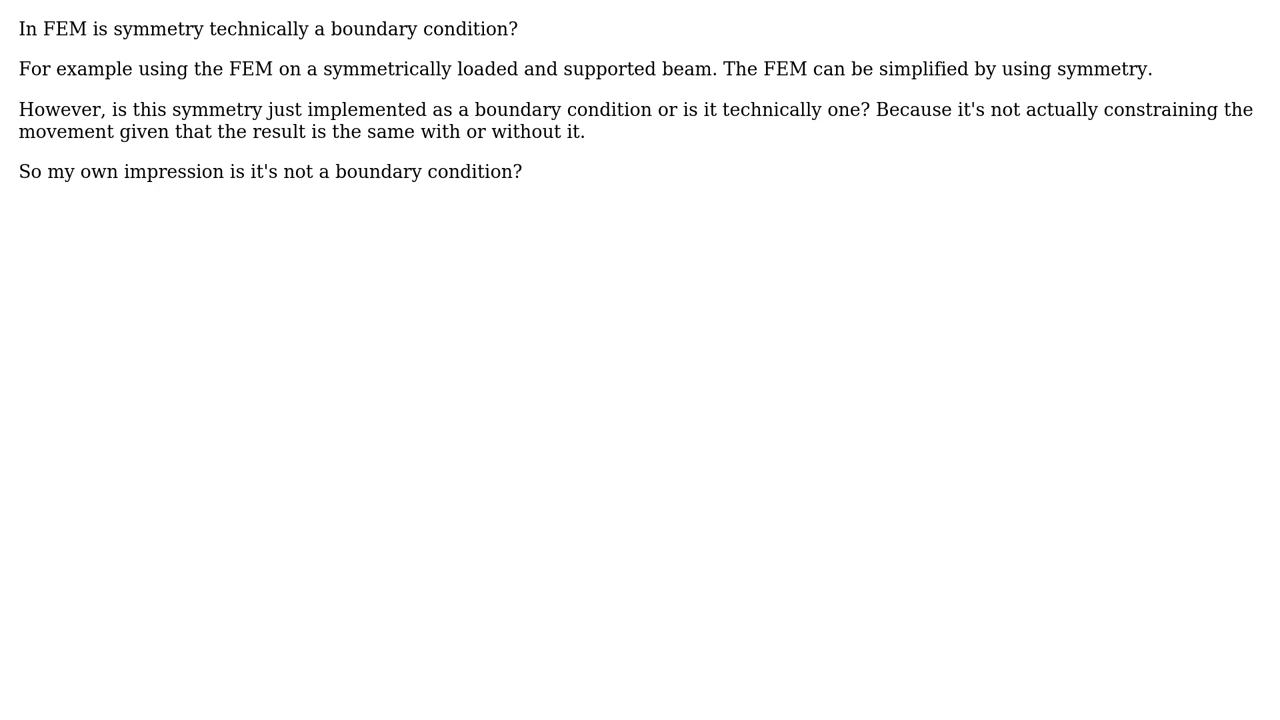 In FEM is symmetry technically a boundary condition?
For example using the FEM on a symmetrically loaded and supported beam. The FEM can be simplified by using symmetry.
However, is this symmetry just implemented as a boundary condition or is it technically one? Because it's not actually constraining the
movement given that the result is the same with or without it.
So my own impression is it's not a boundary condition?